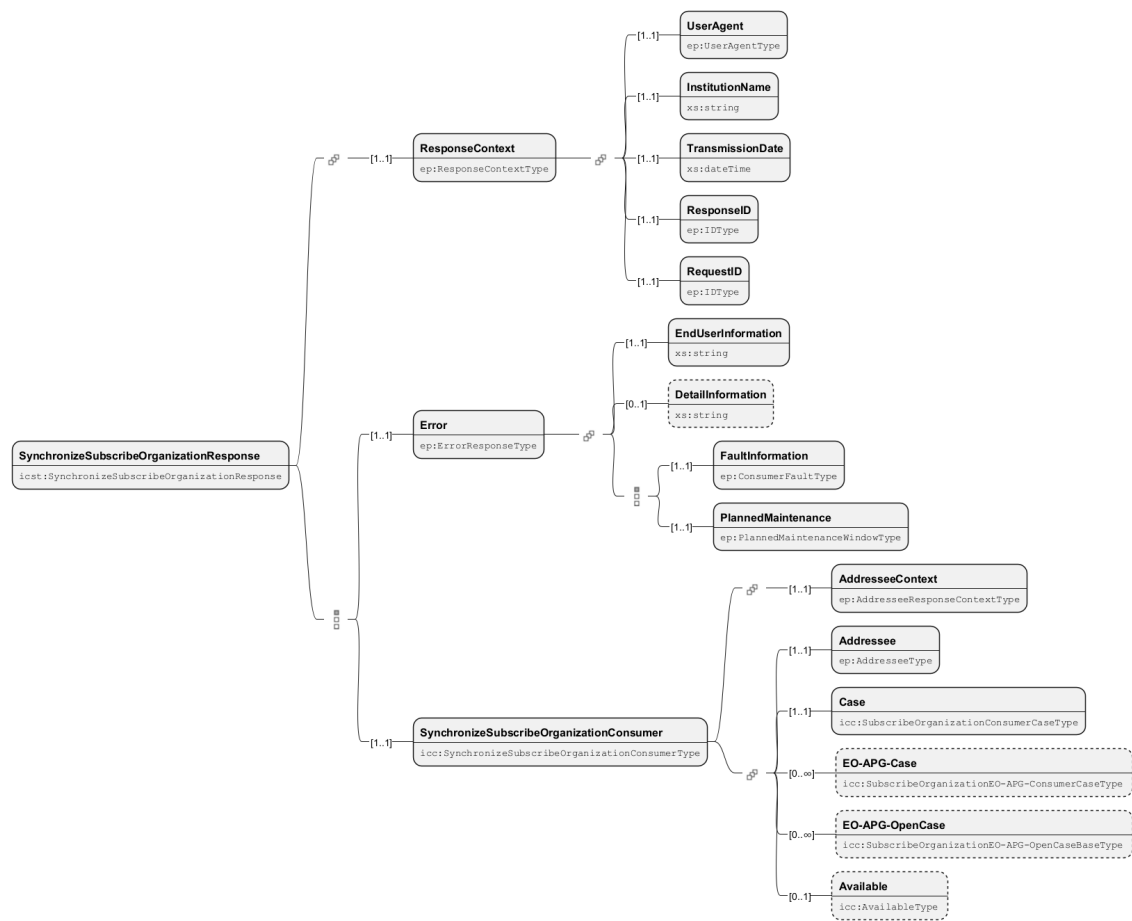 UserAgent
[1..1]
ep:UserAgentType
InstitutionName
[1..1]
xs:string
ResponseContext
[1..1]
ep:ResponseContextType
TransmissionDate
[1..1]
xs:dateTime
ResponseID
[1..1]
ep:IDType
RequestID
[1..1]
ep:IDType
EndUserInformation
[1..1]
xs:string
DetailInformation
[0..1]
xs:string
Error
[1..1]
ep:ErrorResponseType
SynchronizeSubscribeOrganizationResponse
icst:SynchronizeSubscribeOrganizationResponse
FaultInformation
[1..1]
ep:ConsumerFaultType
PlannedMaintenance
[1..1]
ep:PlannedMaintenanceWindowType
AddresseeContext
[1..1]
ep:AddresseeResponseContextType
Addressee
[1..1]
ep:AddresseeType
Case
[1..1]
icc:SubscribeOrganizationConsumerCaseType
SynchronizeSubscribeOrganizationConsumer
[1..1]
icc:SynchronizeSubscribeOrganizationConsumerType
EO-APG-Case
[0..∞]
icc:SubscribeOrganizationEO-APG-ConsumerCaseType
EO-APG-OpenCase
[0..∞]
icc:SubscribeOrganizationEO-APG-OpenCaseBaseType
Available
[0..1]
icc:AvailableType